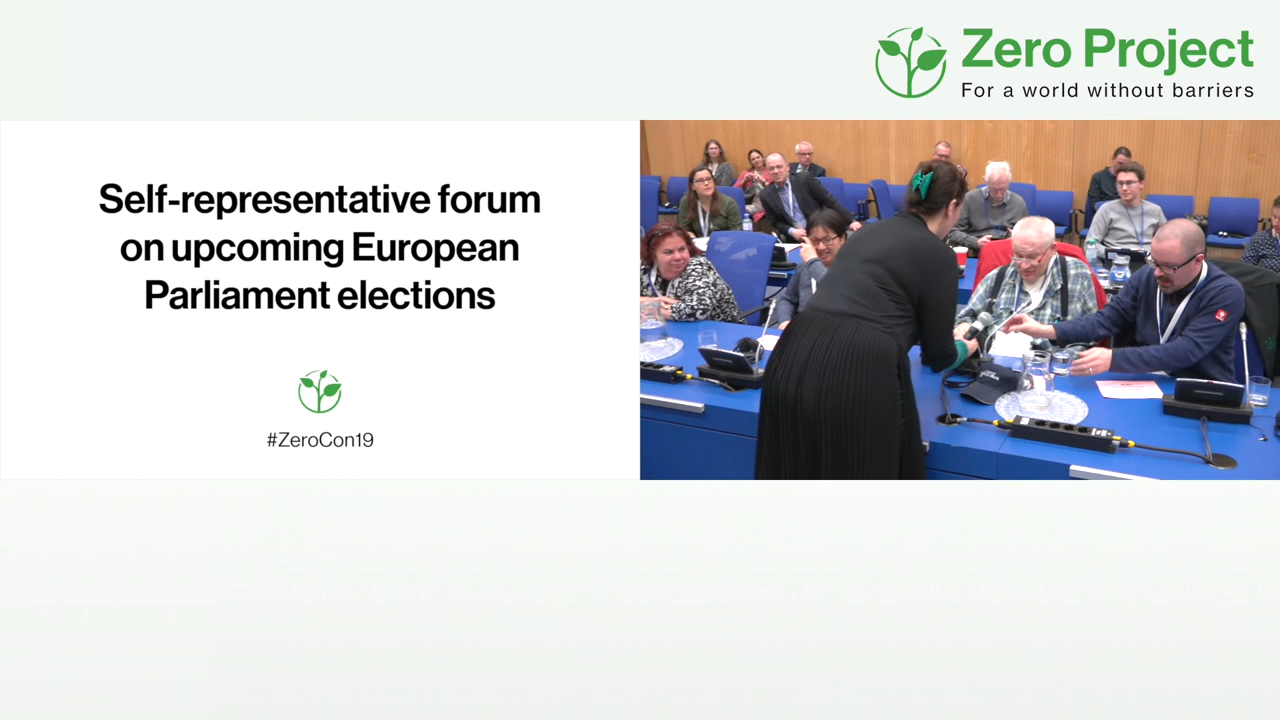 Zero Project
For a world without barriers
Self-representative forum
on upcoming European
Parliament elections
#ZeroCon19